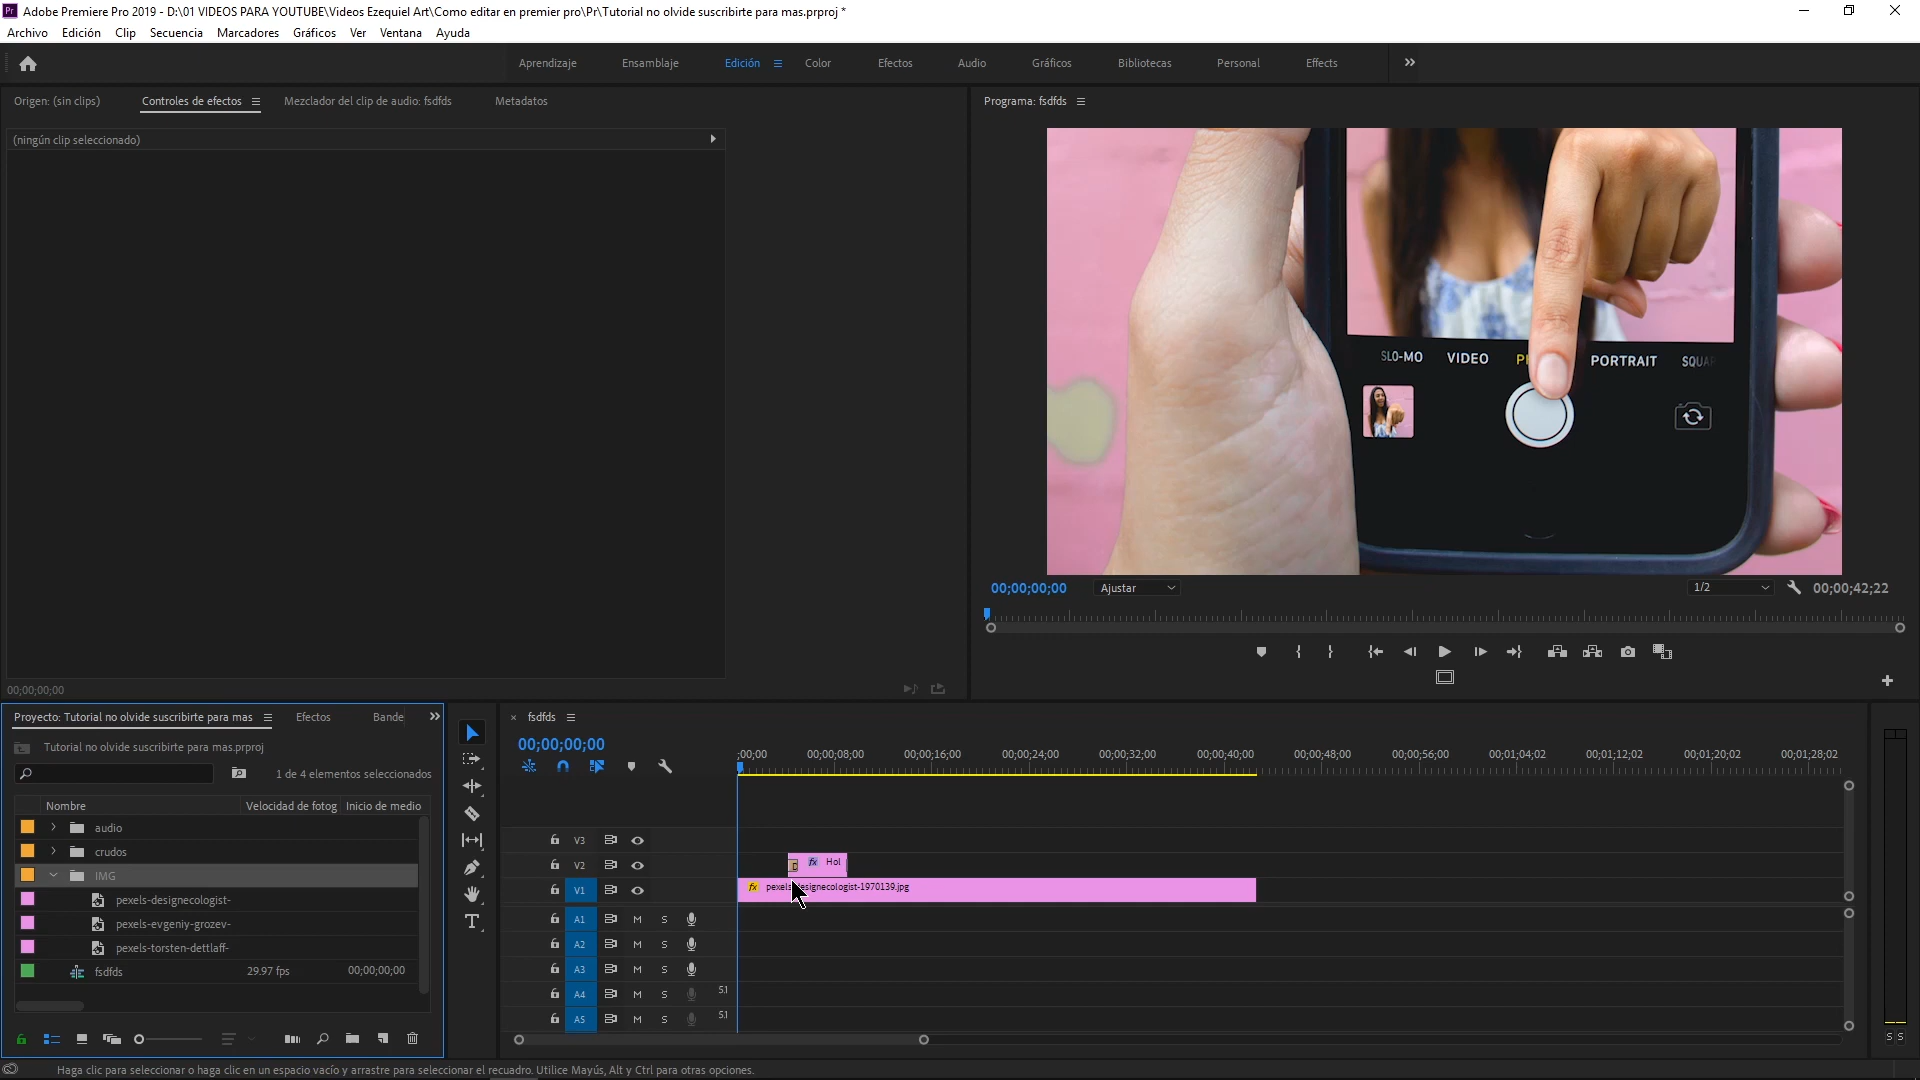 Adobe Premiere Pro 2019 - D:\01 VIDEOS PARA YOUTUBE\Videos Ezequiel Art\Como editar en premier pro\Pr\Tutorial no olvide suscribirte para mas.prproj *
Archivo Edición Clip Secuencia Marcadores Gráficos Ver Ventana Ayuda
Aprendizaje Ensamblaje Edición Color Efectos Audio Gráficos Bibliotecas Personal Effects
Origen: (sin clips) Controles de efectos Mezclador del clip de audio: fsdfds Metadatos
Programa: fsdfds
(ningún clip seleccionado)
SLO-MO VIDEO PORTRAIT
00;00;00;00 Ajustar 1/2 00;00;42;22
00;00;00;00
Proyecto: Tutorial no olvide suscribirte para mas Efectos Bande
Tutorial no olvide suscribirte para mas.prproj
1 de 4 elementos seleccionados
Nombre Velocidad de fotog Inicio de medio
audio
crudos
IMG
pexels-designecologist-
pexels-evgeniy-grozev-
pexels-torsten-dettlaff-
fsdfds 29.97 fps 00;00;00;00
fsdfds
00;00;00;00
;00;00 00;00;08;00 00;00;16;00 00;00;24;00 00;00;32;00 00;00;40;00 00;00;48;00 00;00;56;00 00;01;04;02 00;01;12;02 00;01;20;02 00;01;28;02
V3
V2 fx Hol
V1 fx pexels-designecologist-1970139.jpg
A1 M S
A2 M S
A3 M S
A4 M S 5.1
A5 M S 5.1
S S
Haga clic para seleccionar o haga clic en un espacio vacío y arrastre para seleccionar el recuadro. Utilice Mayús, Alt y Ctrl para otras opciones.